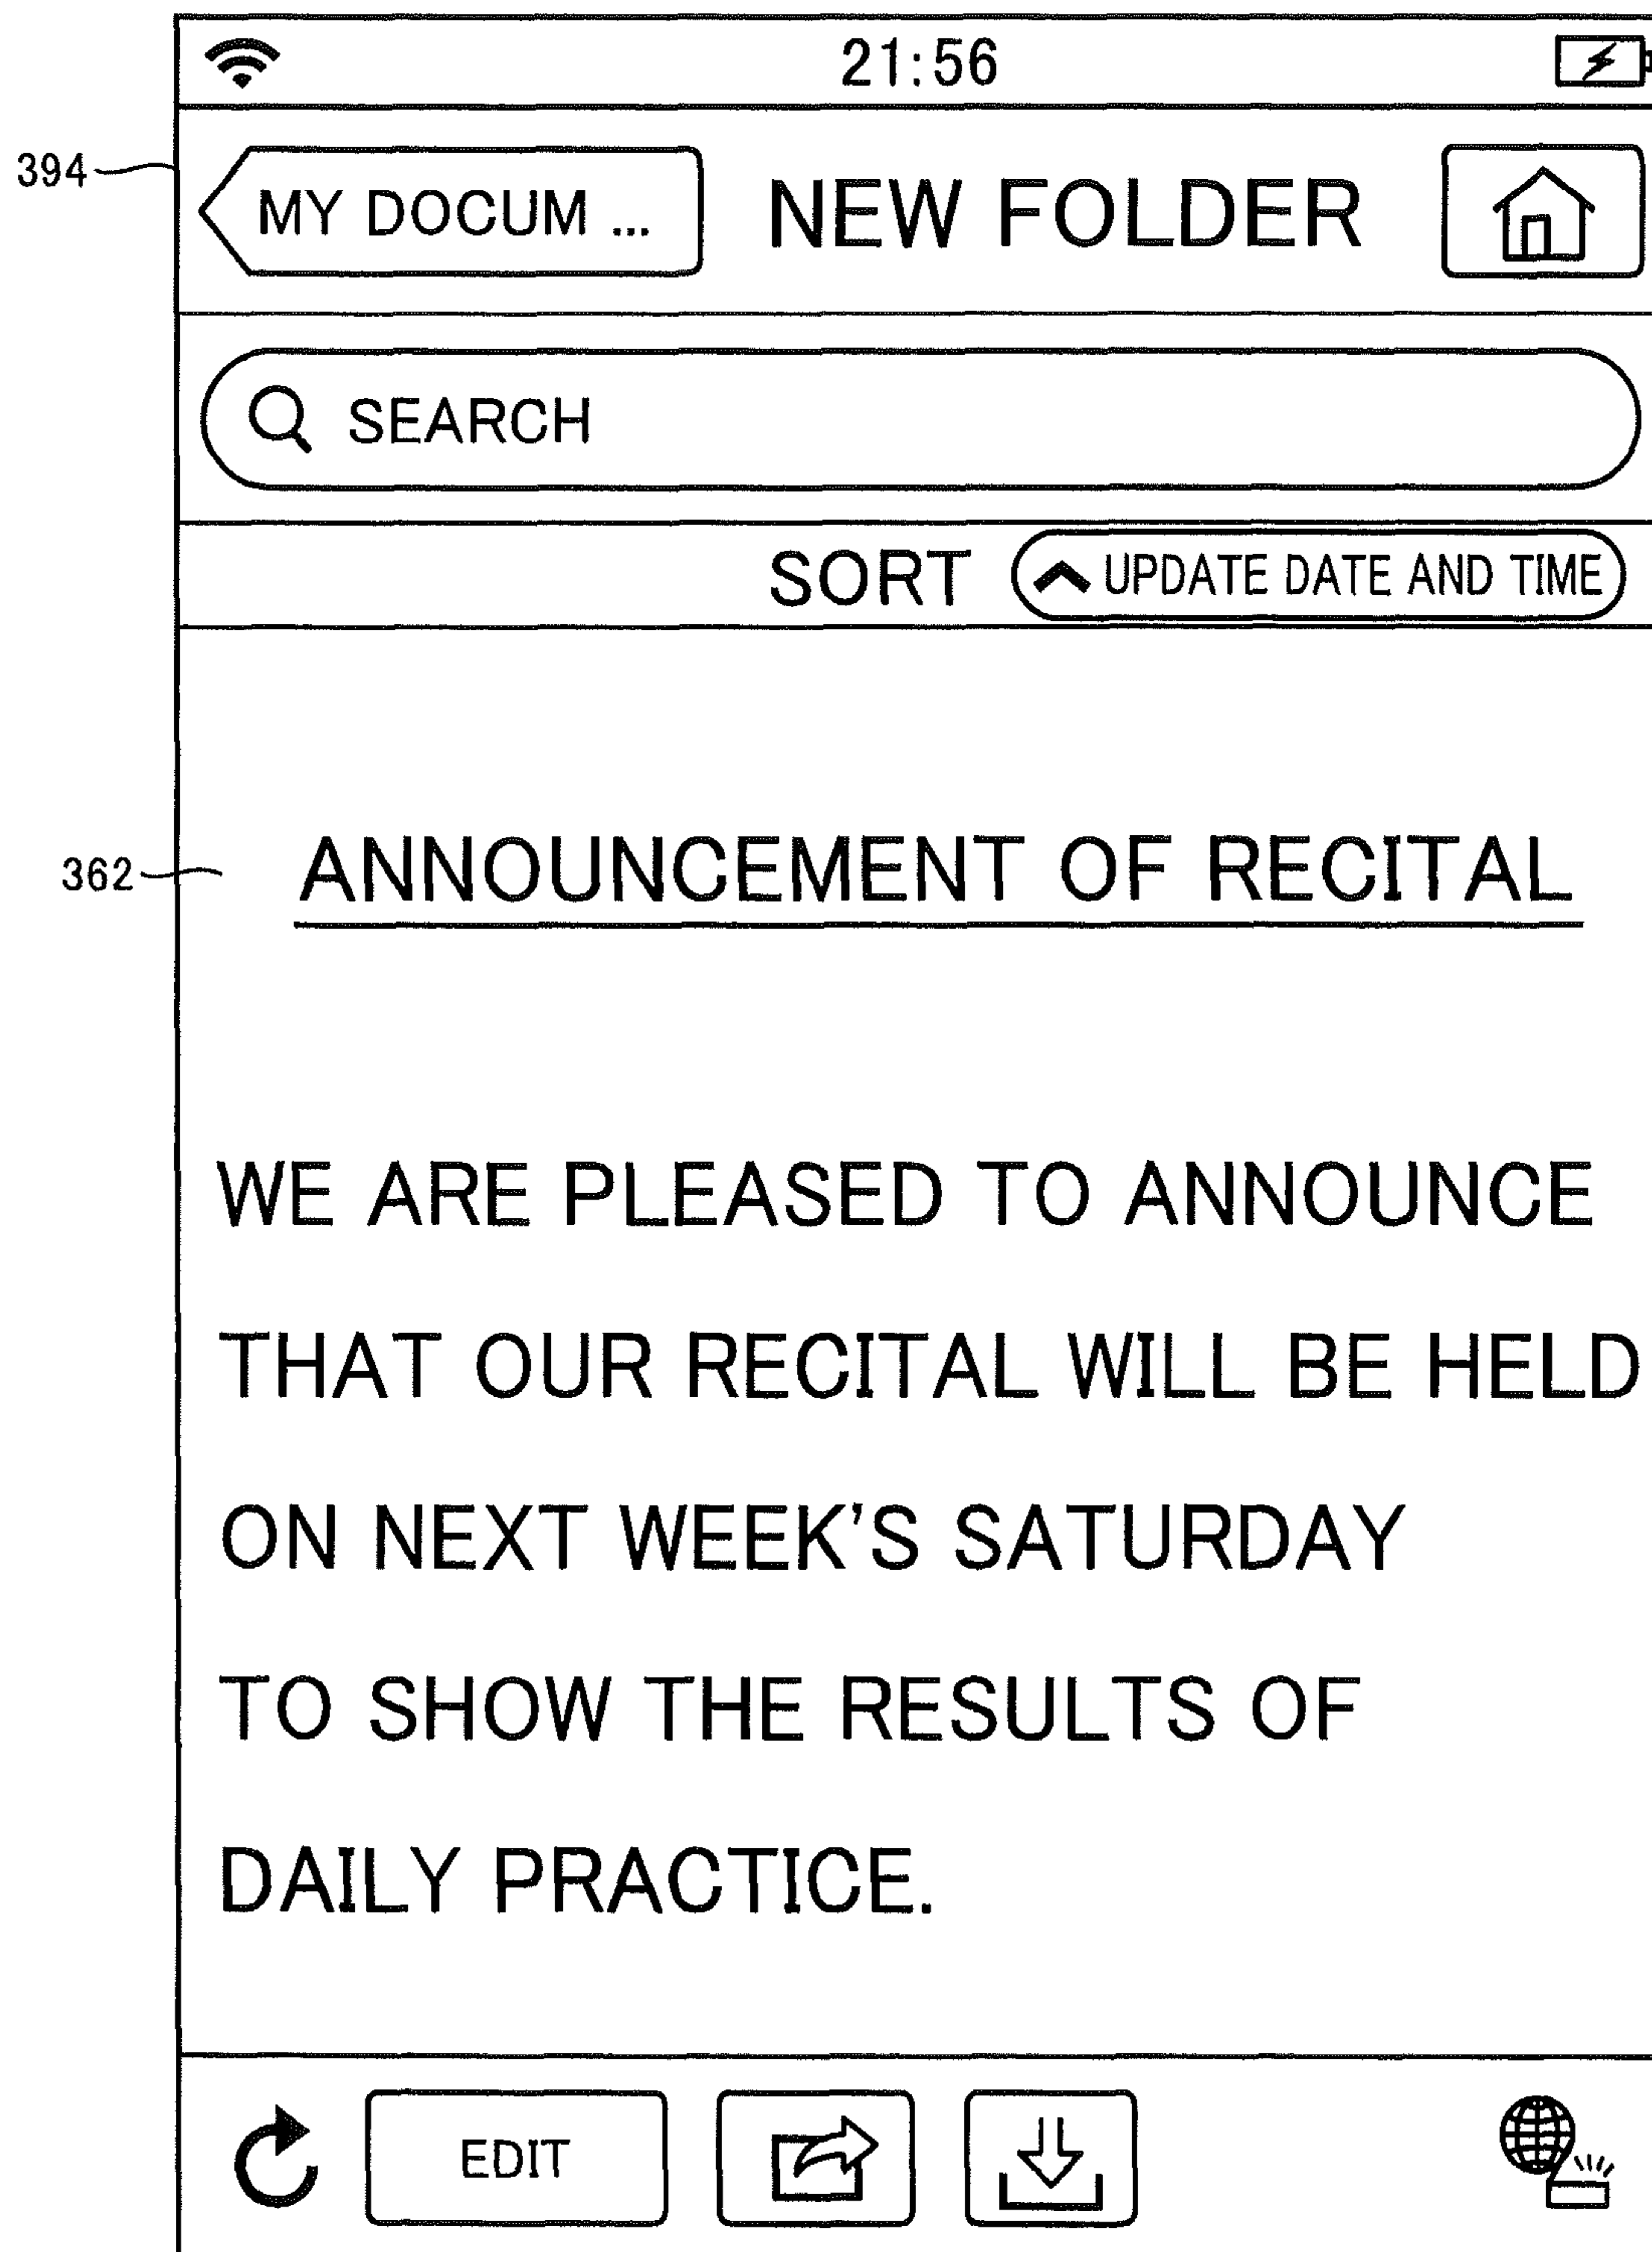 21:56
394
MY DOCUM ... NEW FOLDER
SEARCH
SORT UPDATE DATE AND TIME
362
ANNOUNCEMENT OF RECITAL
WE ARE PLEASED TO ANNOUNCE
THAT OUR RECITAL WILL BE HELD
ON NEXT WEEK'S SATURDAY
TO SHOW THE RESULTS OF
DAILY PRACTICE.
EDIT